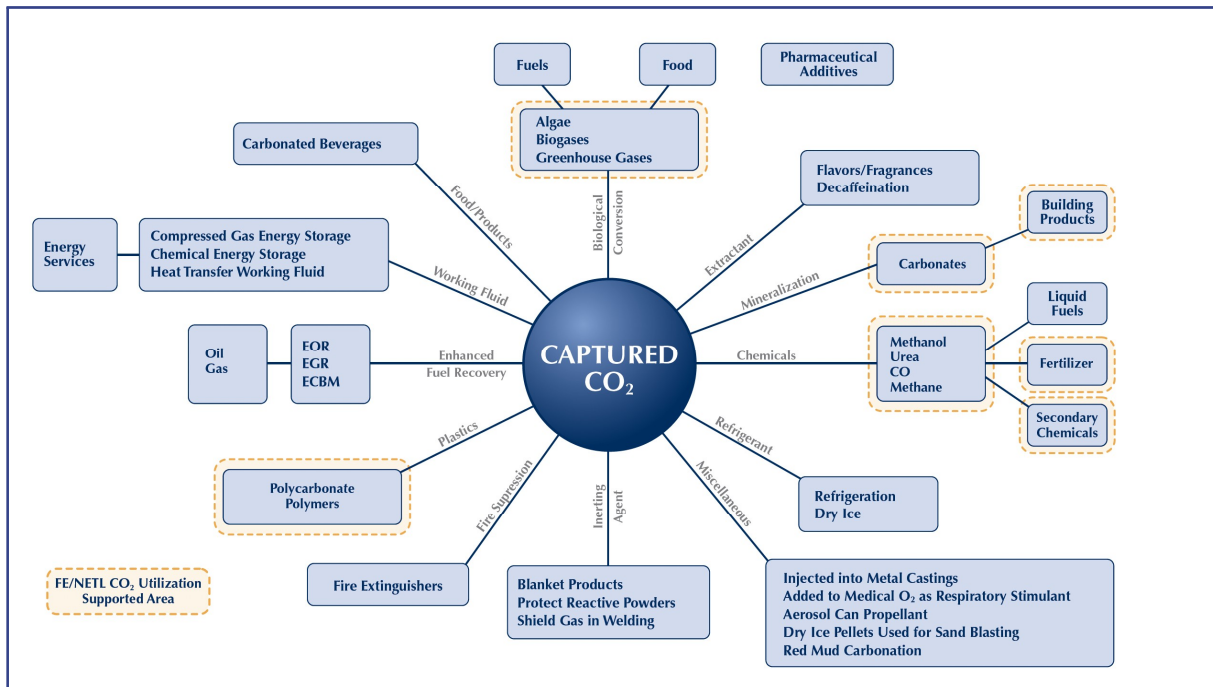 Fuels
Food
Pharmaceutical
Additives
Algae
Biogases
Greenhouse Gases
Carbonated Beverages
Flavors/Fragrances
Decaffeination
Building
Products
Energy
Services
Compressed Gas Energy Storage
Chemical Energy Storage
Heat Transfer Working Fluid
Carbonates
Food/Products
Biological
Conversion
Extractant
Working Fluid
Mineralization
Liquid
Fuels
Oil
Gas
EOR
EGR
ECBM
Enhanced
Fuel Recovery
CAPTURED
CO₂
Chemicals
Methanol
Urea
CO
Methane
Fertilizer
Secondary
Chemicals
Plastics
Fire Supression
Inerting
Agent
Miscellaneous
Refrigerant
Polycarbonate
Polymers
Refrigeration
Dry Ice
FE/NETL CO₂ Utilization
Supported Area
Fire Extinguishers
Blanket Products
Protect Reactive Powders
Shield Gas in Welding
Injected into Metal Castings
Added to Medical O₂ as Respiratory Stimulant
Aerosol Can Propellant
Dry Ice Pellets Used for Sand Blasting
Red Mud Carbonation